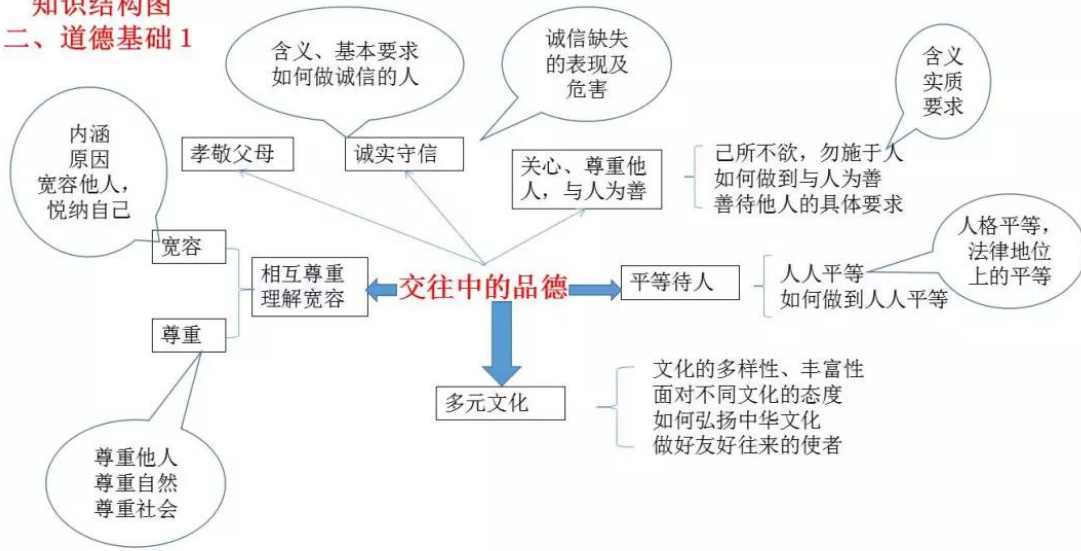 知识结构图
二、道德基础 1
含义、基本要求
如何做诚信的人
诚信缺失
的表现及
危害
含义
实质
要求
内涵
原因
宽容他人，
悦纳自己
孝敬父母
诚实守信
关心、尊重他
人，与人为善
己所不欲，勿施于人
如何做到与人为善
善待他人的具体要求
宽容
相互尊重
理解宽容
交往中的品德
平等待人
人人平等
如何做到人人平等
人格平等，
法律地位
上的平等
尊重
多元文化
文化的多样性、丰富性
面对不同文化的态度
如何弘扬中华文化
做好友好往来的使者
尊重他人
尊重自然
尊重社会